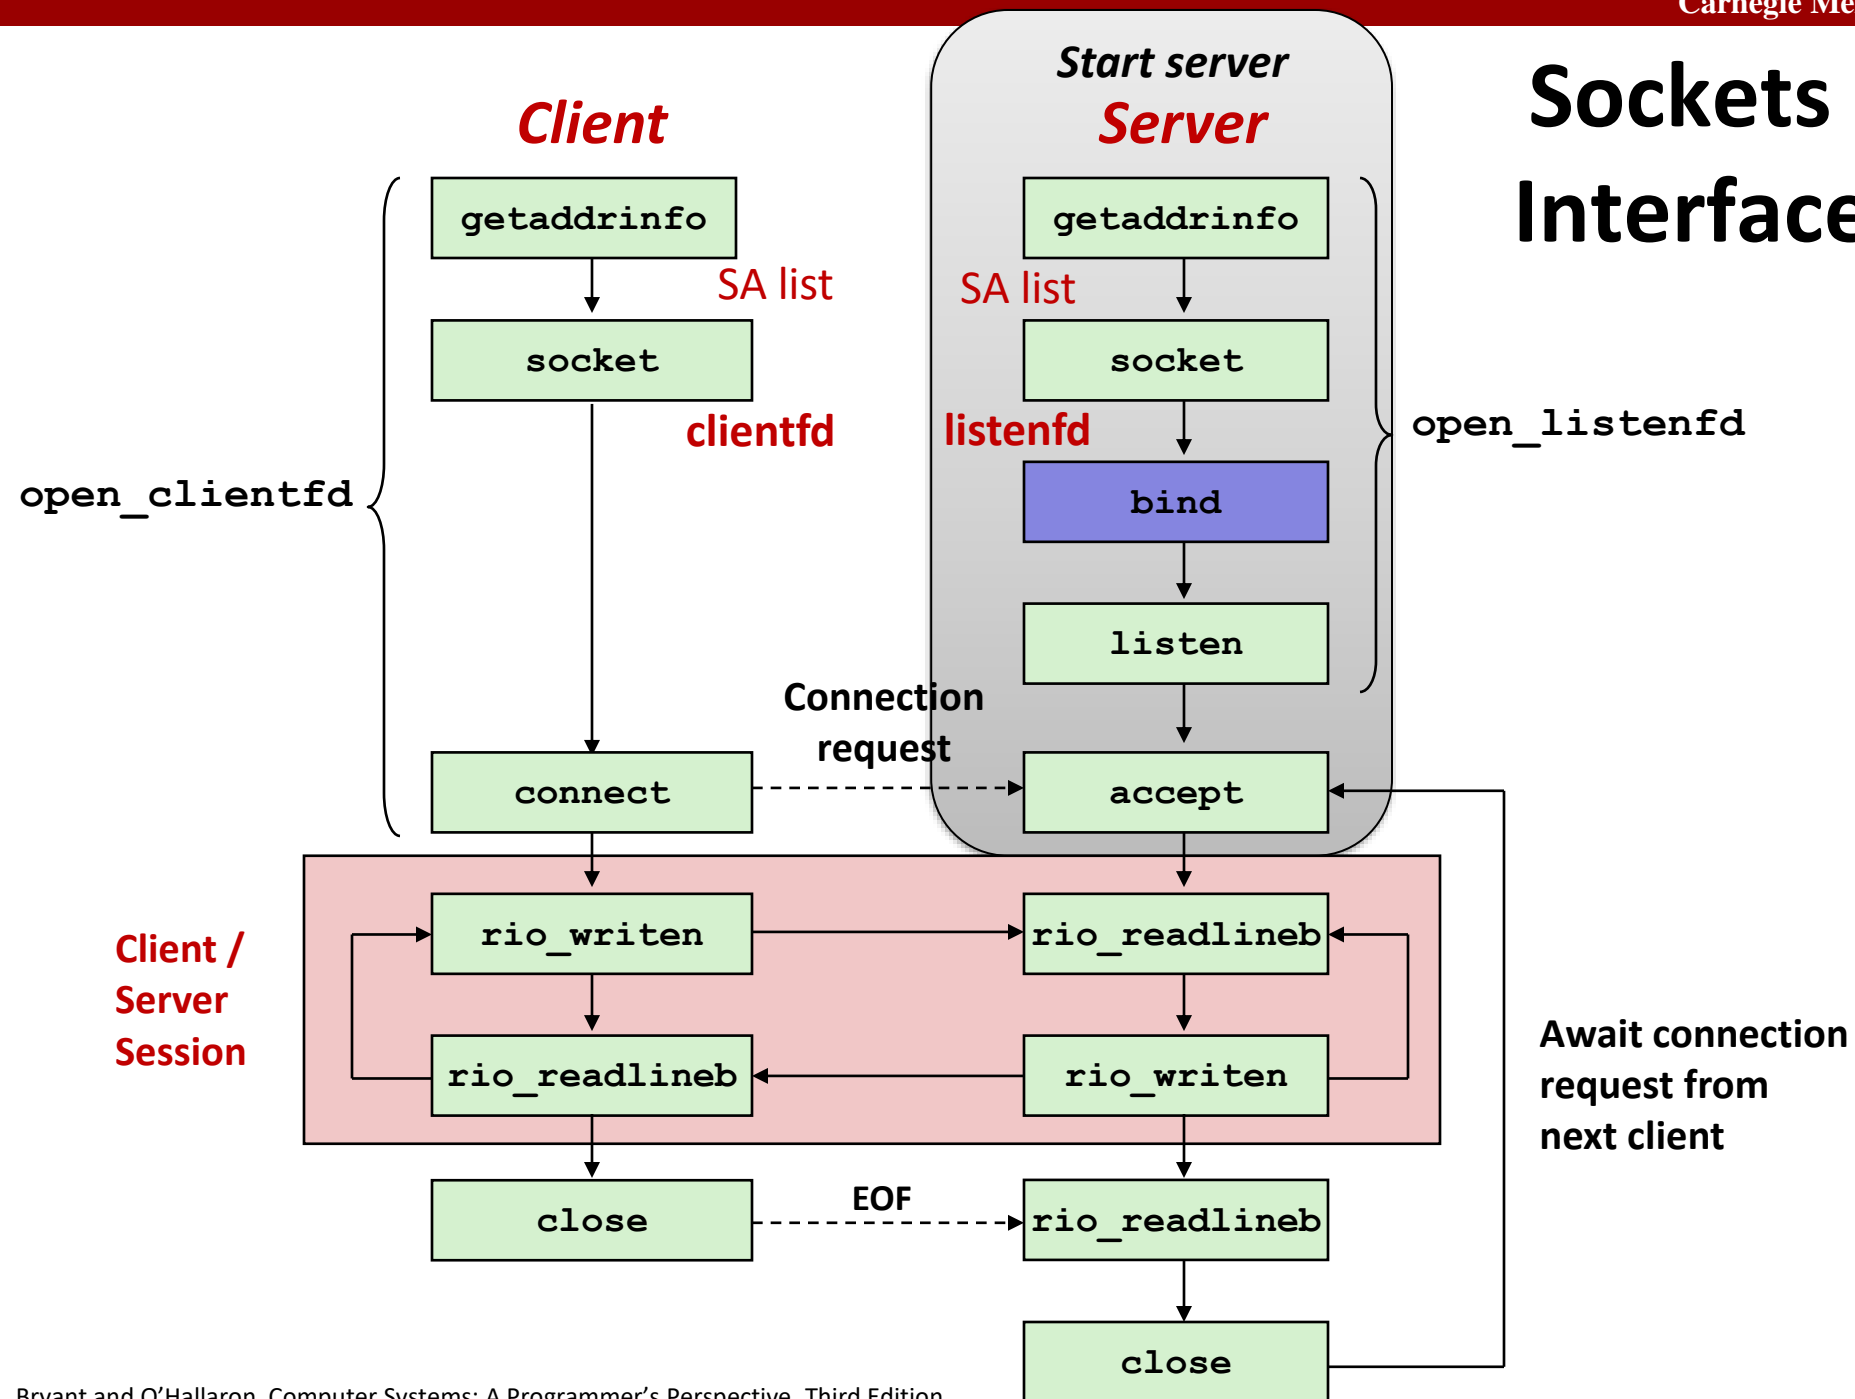 Carnegie Me
Start server
Sockets
Interface
Client
Server
getaddrinfo
getaddrinfo
SA list
SA list
socket
socket
clientfd
listenfd
open_listenfd
open_clientfd
bind
listen
Connection
request
connect
accept
Client /
Server
Session
rio_writen
rio_readlineb
rio_readlineb
rio_writen
Await connection
request from
next client
close
EOF
rio_readlineb
close
Bryant and O'Hallaron, Computer Systems: A Programmer's Perspective, Third Edition